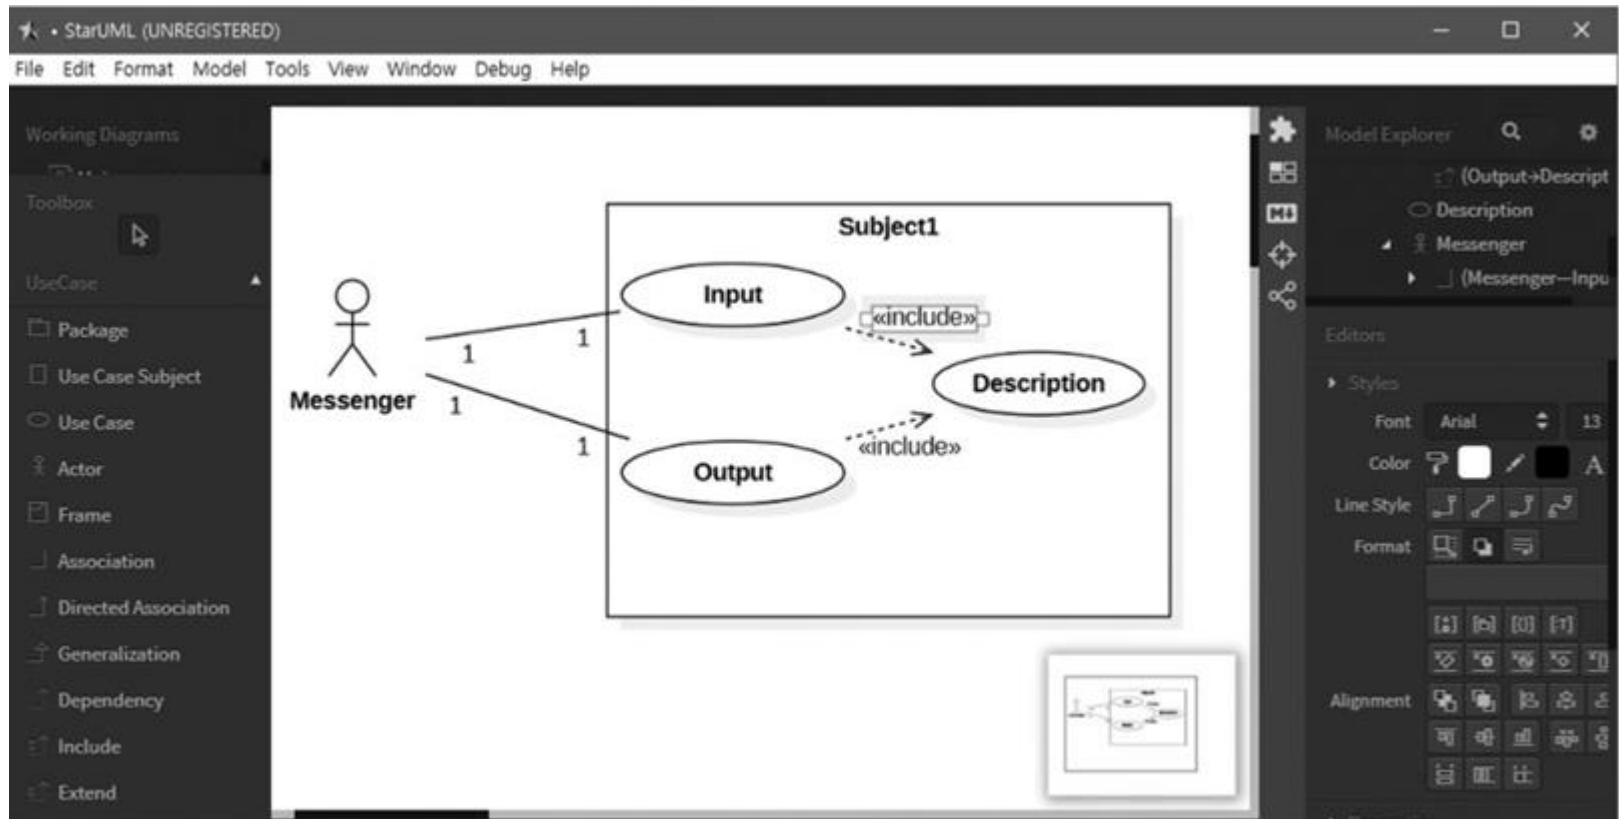 StarUML (UNREGISTERED)
File Edit Format Model Tools View Window Debug Help
Working Diagrams
Toolbox
UseCase
Package
Use Case Subject
Use Case
Actor
Frame
Association
Directed Association
Generalization
Dependency
Include
Extend
Subject1
Input
«include»
1
1
Messenger
Description
1
1
Output
«include»
Model Explorer
(Output→Descript
Description
Messenger
(Messenger—Inpu
Editors
Styles
Font Arial 13
Color A
Line Style
Format
Alignment